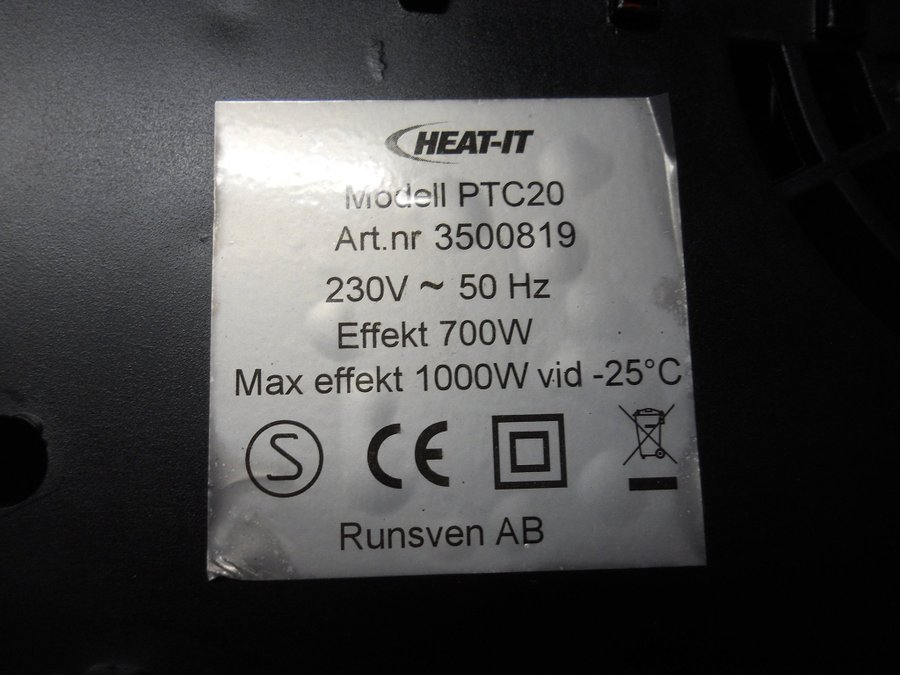 HEAT-IT
Modell PTC20
Art.nr 3500819
230V ~ 50 Hz
Effekt 700W
Max effekt 1000W vid -25°C
S CE
Runsven AB